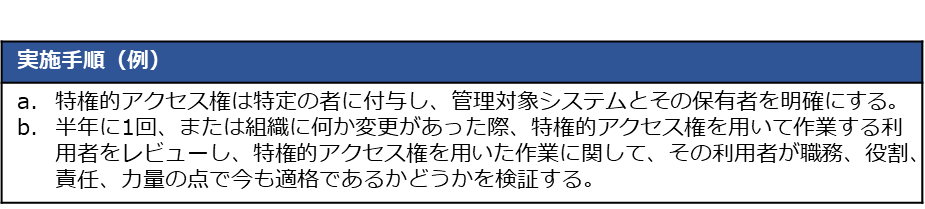 実施手順（例）
a. 特権的アクセス権は特定の者に付与し、管理対象システムとその保有者を明確にする。
b. 半年に1回、または組織に何か変更があった際、特権的アクセス権を用いて作業する利
用者をレビューし、特権的アクセス権を用いた作業に関して、その利用者が職務、役割、
責任、力量の点で今も適格であるかどうかを検証する。